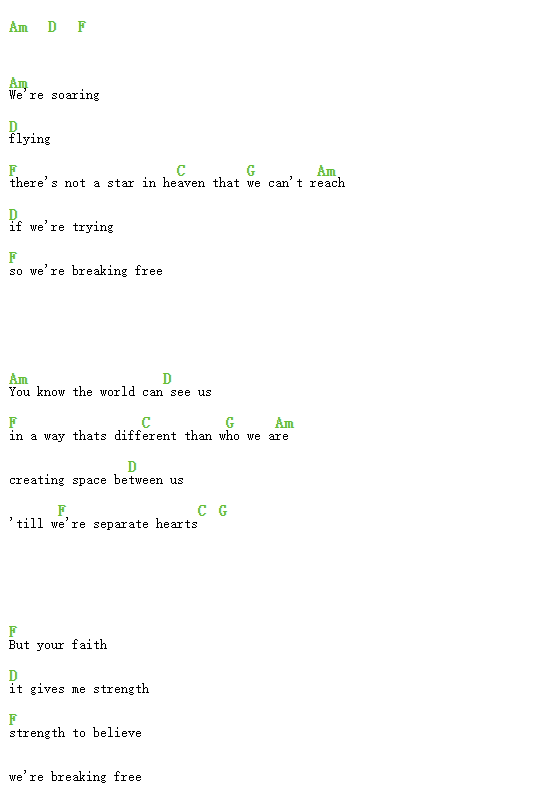 Am D F
Am
We're soaring
D
flying
F C G Am
there's not a star in heaven that we can't reach
D
if we're trying
F
so we're breaking free
Am D
You know the world can see us
F C G Am
in a way thats different than who we are
D
creating space between us
F C G
'till we're separate hearts
F
But your faith
D
it gives me strength
F
strength to believe
we're breaking free